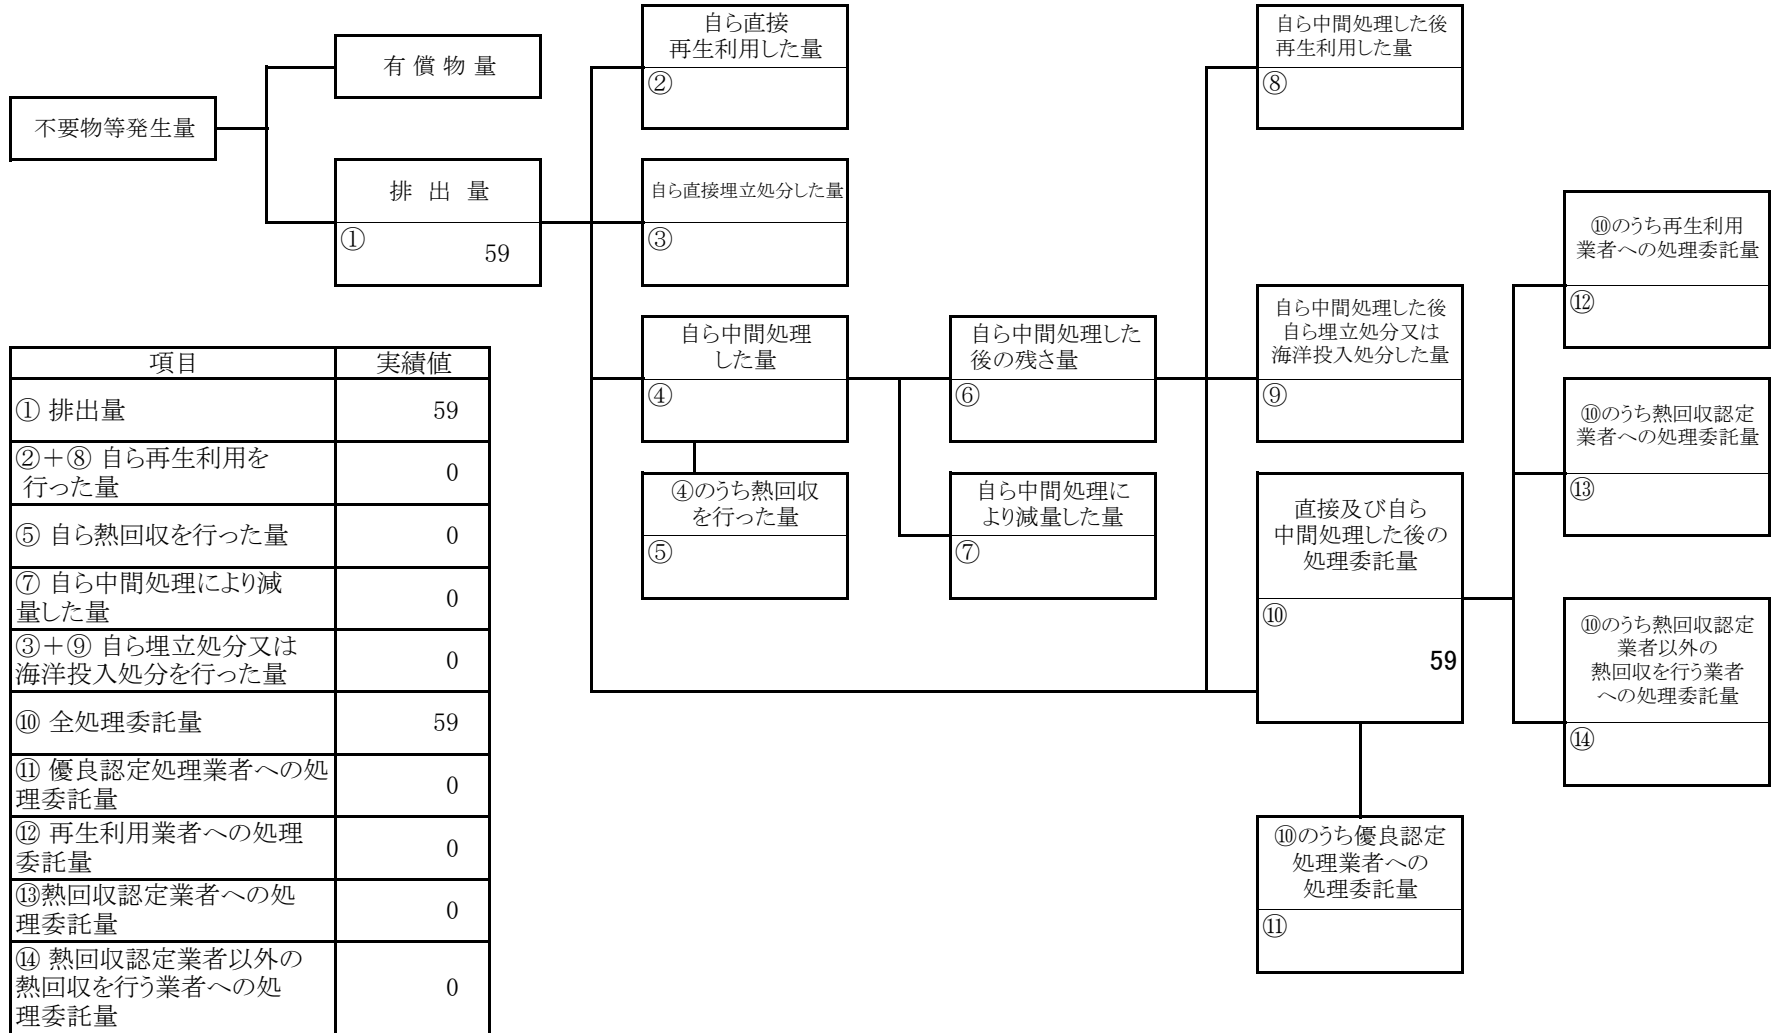 自ら直接
再生利用した量
②
自ら中間処理した後
再生利用した量
⑧
有 償 物 量
不要物等発生量
排 出 量
①
59
自ら直接埋立処分した量
③
⑩のうち再生利用
業者への処理委託量
⑫
自ら中間処理
した量
④
自ら中間処理した
後の残さ量
⑥
自ら中間処理した後
自ら埋立処分又は
海洋投入処分した量
⑨
⑩のうち熱回収認定
業者への処理委託量
⑬
④のうち熱回収
を行った量
⑤
自ら中間処理に
より減量した量
⑦
直接及び自ら
中間処理した後の
処理委託量
⑩
59
⑩のうち熱回収認定
業者以外の
熱回収を行う業者
への処理委託量
⑭
⑩のうち優良認定
処理業者への
処理委託量
⑪
項目 実績値
① 排出量 59
②＋⑧ 自ら再生利用を
行った量 0
⑤ 自ら熱回収を行った量 0
⑦ 自ら中間処理により減
量した量 0
③＋⑨ 自ら埋立処分又は
海洋投入処分を行った量 0
⑩ 全処理委託量 59
⑪ 優良認定処理業者への処
理委託量 0
⑫ 再生利用業者への処理
委託量 0
⑬熱回収認定業者への処
理委託量 0
⑭ 熱回収認定業者以外の
熱回収を行う業者への処
理委託量 0